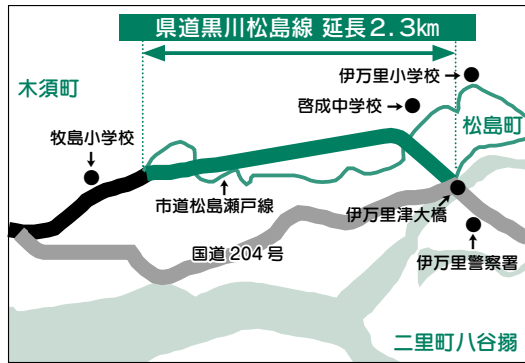 県道黒川松島線 延長2.3km
伊万里小学校
木須町
啓成中学校
松島町
牧島小学校
市道松島瀬戸線
伊万里津大橋
国道204号
伊万里警察署
二里町八谷搦